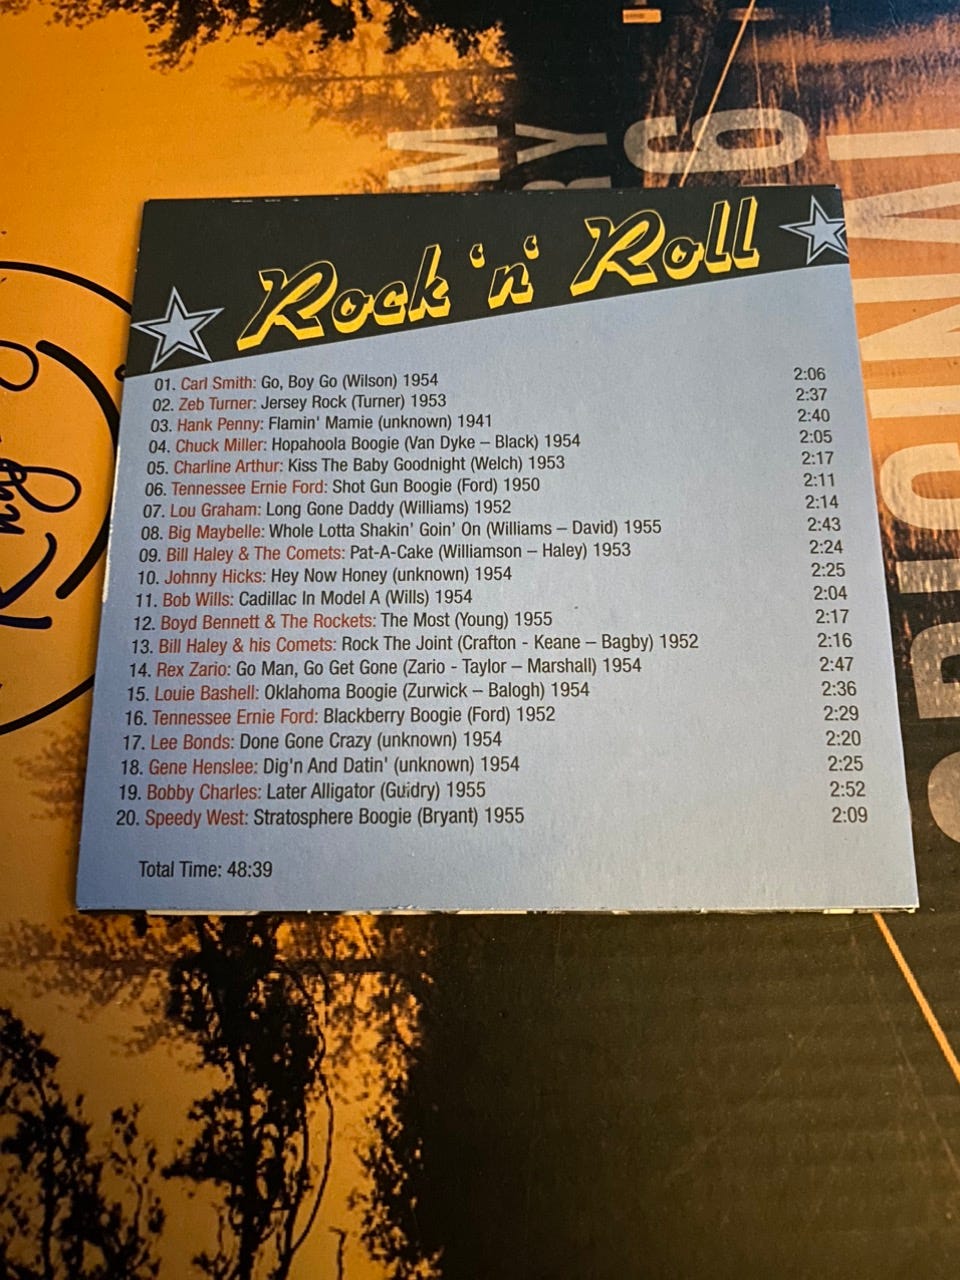 MY
6
Rock 'n' Roll
01. Carl Smith: Go, Boy Go (Wilson) 1954 2:06
02. Zeb Turner: Jersey Rock (Turner) 1953 2:37
03. Hank Penny: Flamin' Mamie (unknown) 1941 2:40
04. Chuck Miller: Hopahoola Boogie (Van Dyke – Black) 1954 2:05
05. Charline Arthur: Kiss The Baby Goodnight (Welch) 1953 2:17
06. Tennessee Ernie Ford: Shot Gun Boogie (Ford) 1950 2:11
07. Lou Graham: Long Gone Daddy (Williams) 1952 2:14
08. Big Maybelle: Whole Lotta Shakin' Goin' On (Williams – David) 1955 2:43
09. Bill Haley & The Comets: Pat-A-Cake (Williamson – Haley) 1953 2:24
10. Johnny Hicks: Hey Now Honey (unknown) 1954 2:25
11. Bob Wills: Cadillac In Model A (Wills) 1954 2:04
12. Boyd Bennett & The Rockets: The Most (Young) 1955 2:17
13. Bill Haley & his Comets: Rock The Joint (Crafton - Keane – Bagby) 1952 2:16
14. Rex Zario: Go Man, Go Get Gone (Zario - Taylor – Marshall) 1954 2:47
15. Louie Bashell: Oklahoma Boogie (Zurwick – Balogh) 1954 2:36
16. Tennessee Ernie Ford: Blackberry Boogie (Ford) 1952 2:29
17. Lee Bonds: Done Gone Crazy (unknown) 1954 2:20
18. Gene Henslee: Dig'n And Datin' (unknown) 1954 2:25
19. Bobby Charles: Later Alligator (Guidry) 1955 2:52
20. Speedy West: Stratosphere Boogie (Bryant) 1955 2:09
Total Time: 48:39